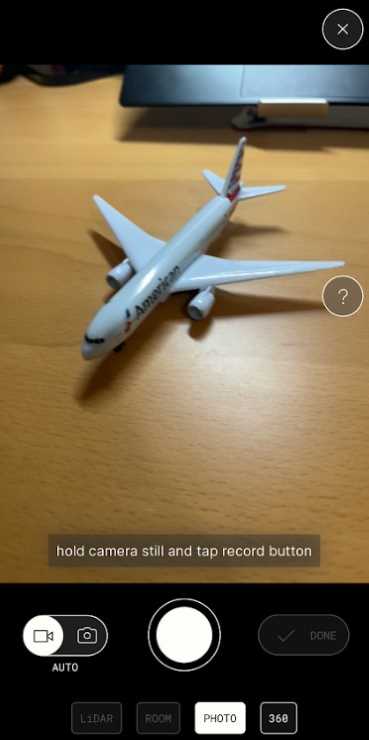 ?
American
hold camera still and tap record button
AUTO
DONE
LiDAR
ROOM
PHOTO
360